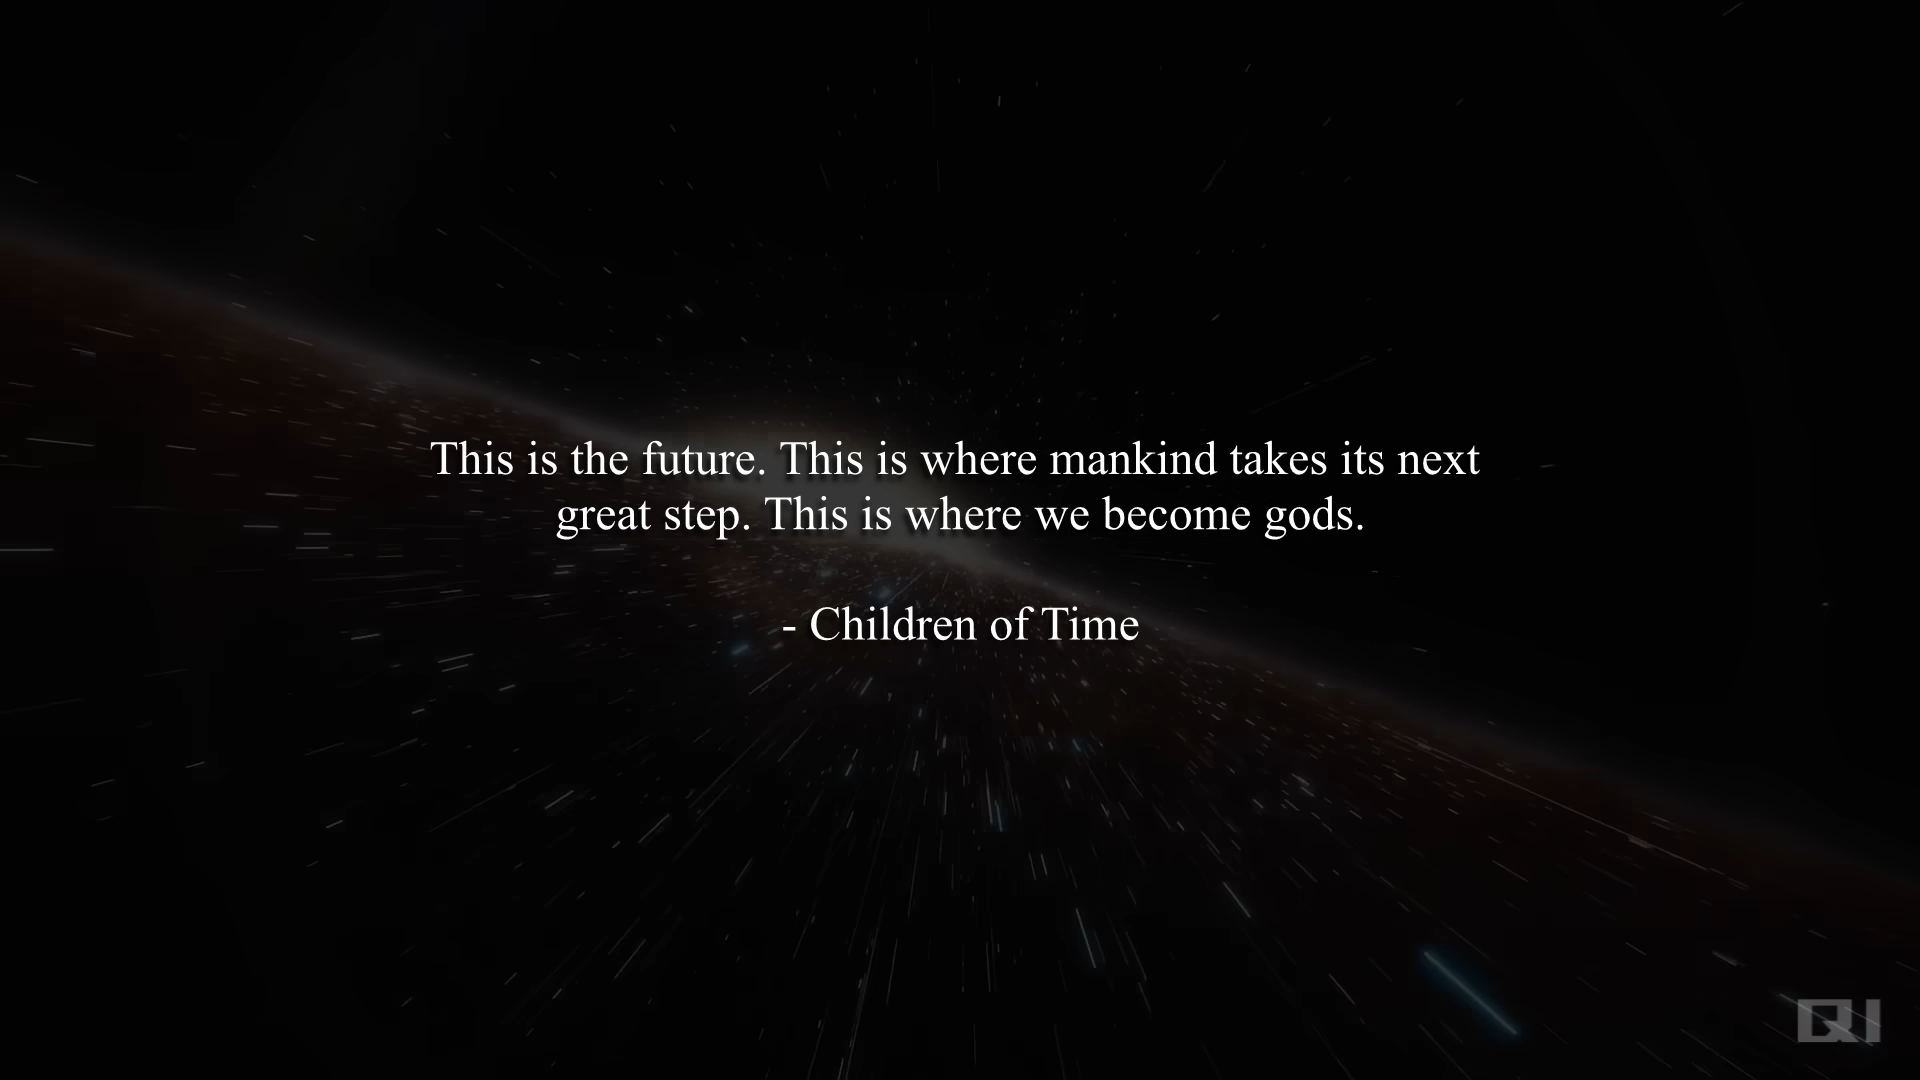 This is the future. This is where mankind takes its next
great step. This is where we become gods.
- Children of Time
QI